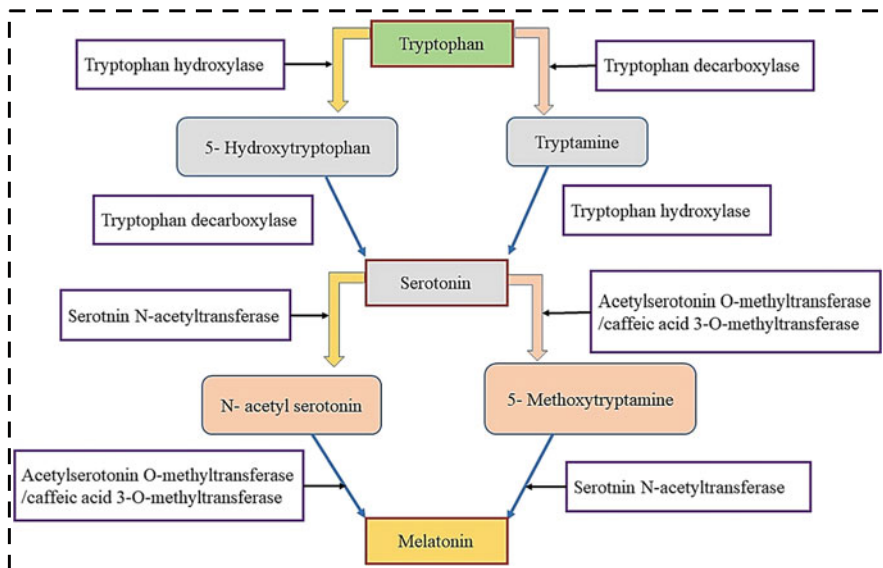 Tryptophan
Tryptophan hydroxylase
Tryptophan decarboxylase
5- Hydroxytryptophan
Tryptamine
Tryptophan decarboxylase
Tryptophan hydroxylase
Serotonin
Serotnin N-acetyltransferase
Acetylserotonin O-methyltransferase
/caffeic acid 3-O-methyltransferase
N- acetyl serotonin
5- Methoxytryptamine
Acetylserotonin O-methyltransferase
/caffeic acid 3-O-methyltransferase
Serotnin N-acetyltransferase
Melatonin